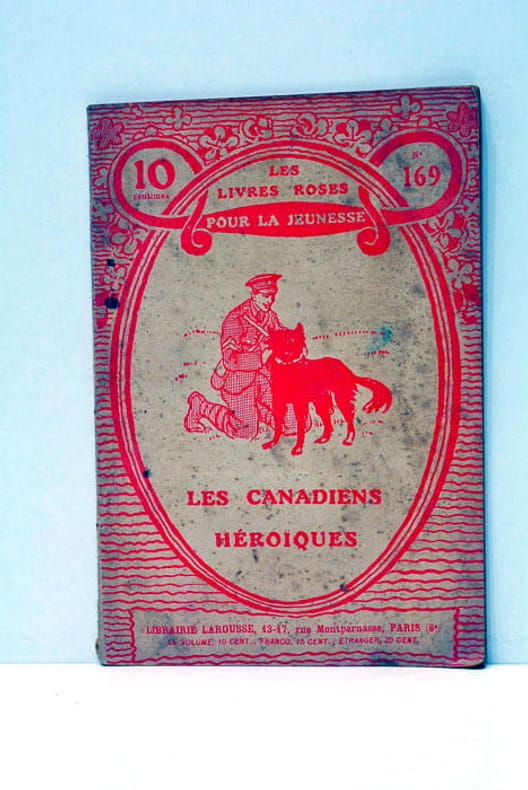 10
centimes
N°
169
LES
LIVRES ROSES
POUR LA JEUNESSE
LES CANADIENS
HÉROÏQUES
LIBRAIRIE LAROUSSE, 13-17, rue Montparnasse, PARIS (6e
LE VOLUME, 10 CENT.; FRANCO, 15 CENT.; ÉTRANGER, 20 CENT.